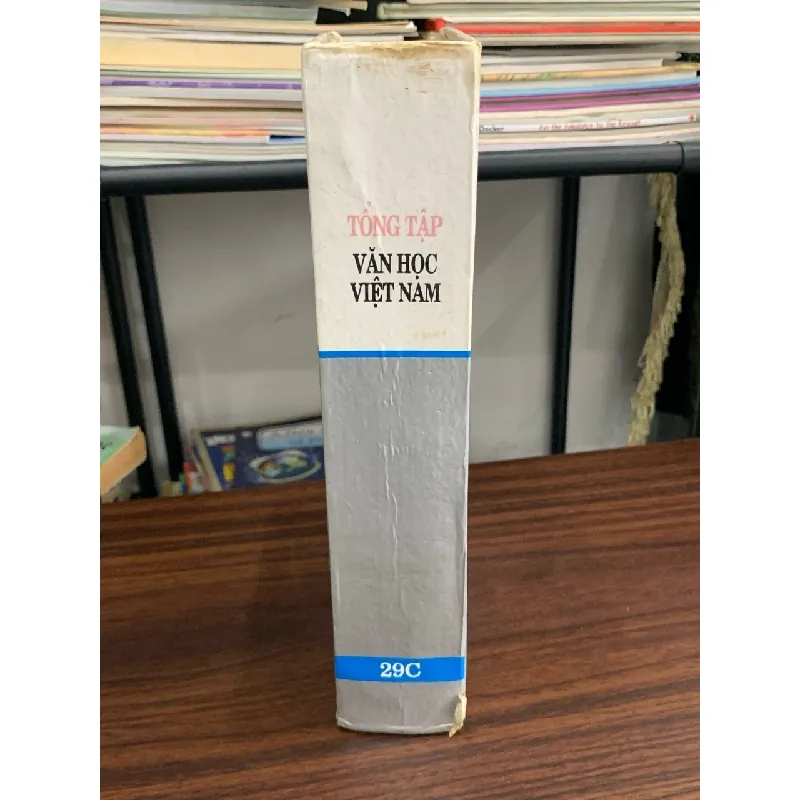 TỔNG TẬP
VĂN HỌC
VIỆT NAM
29C